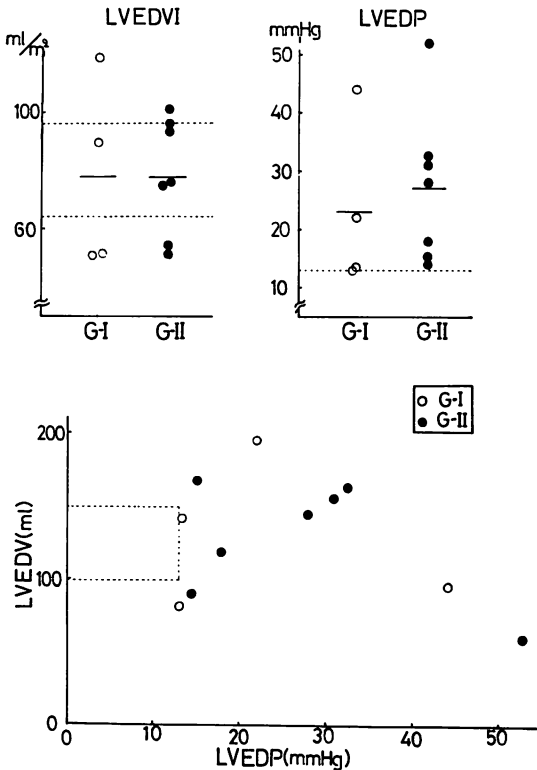 LVEDVI
ml/m²
100
60
G-I G-II
LVEDP
mmHg
50
40
30
20
10
G-I G-II
○ G-I
● G-II
LVEDV(ml)
200
100
0
0 10 20 30 40 50
LVEDP(mmHg)